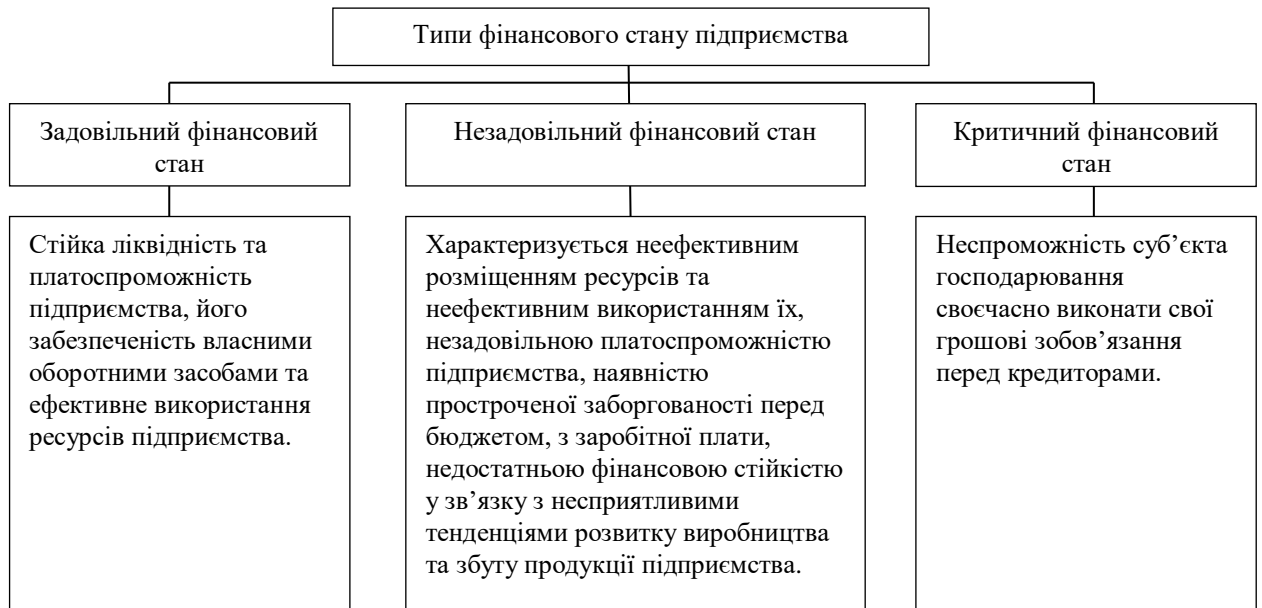 Типи фінансового стану підприємства
Задовільний фінансовий
стан
Незадовільний фінансовий стан
Критичний фінансовий
стан
Стійка ліквідність та
платоспроможність
підприємства, його
забезпеченість власними
оборотними засобами та
ефективне використання
ресурсів підприємства.
Характеризується неефективним
розміщенням ресурсів та
неефективним використанням їх,
незадовільною платоспроможністю
підприємства, наявністю
простроченої заборгованості перед
бюджетом, з заробітної плати,
недостатньою фінансовою стійкістю
у зв’язку з несприятливими
тенденціями розвитку виробництва
та збуту продукції підприємства.
Неспроможність суб’єкта
господарювання
своєчасно виконати свої
грошові зобов’язання
перед кредиторами.